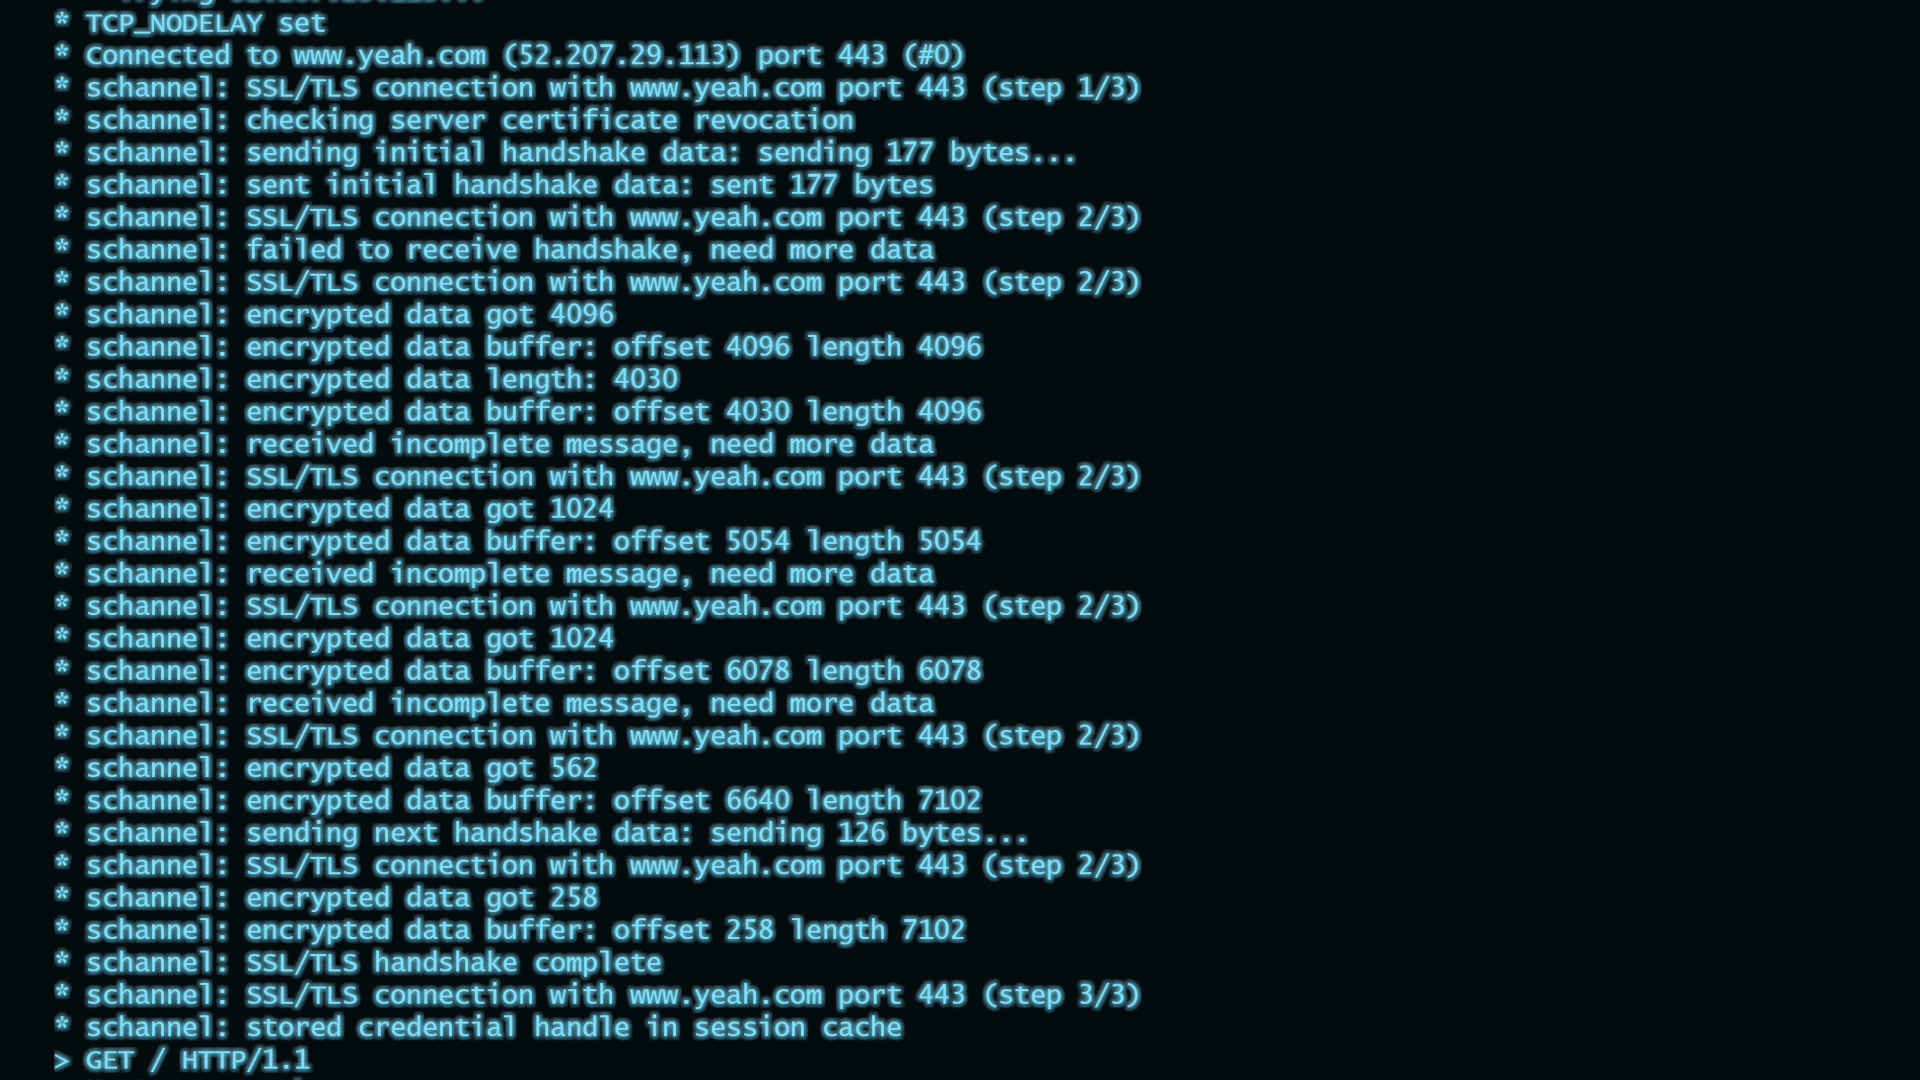 * TCP_NODELAY set
* Connected to www.yeah.com (52.207.29.113) port 443 (#0)
* schannel: SSL/TLS connection with www.yeah.com port 443 (step 1/3)
* schannel: checking server certificate revocation
* schannel: sending initial handshake data: sending 177 bytes...
* schannel: sent initial handshake data: sent 177 bytes
* schannel: SSL/TLS connection with www.yeah.com port 443 (step 2/3)
* schannel: failed to receive handshake, need more data
* schannel: SSL/TLS connection with www.yeah.com port 443 (step 2/3)
* schannel: encrypted data got 4096
* schannel: encrypted data buffer: offset 4096 length 4096
* schannel: encrypted data length: 4030
* schannel: encrypted data buffer: offset 4030 length 4096
* schannel: received incomplete message, need more data
* schannel: SSL/TLS connection with www.yeah.com port 443 (step 2/3)
* schannel: encrypted data got 1024
* schannel: encrypted data buffer: offset 5054 length 5054
* schannel: received incomplete message, need more data
* schannel: SSL/TLS connection with www.yeah.com port 443 (step 2/3)
* schannel: encrypted data got 1024
* schannel: encrypted data buffer: offset 6078 length 6078
* schannel: received incomplete message, need more data
* schannel: SSL/TLS connection with www.yeah.com port 443 (step 2/3)
* schannel: encrypted data got 562
* schannel: encrypted data buffer: offset 6640 length 7102
* schannel: sending next handshake data: sending 126 bytes...
* schannel: SSL/TLS connection with www.yeah.com port 443 (step 2/3)
* schannel: encrypted data got 258
* schannel: encrypted data buffer: offset 258 length 7102
* schannel: SSL/TLS handshake complete
* schannel: SSL/TLS connection with www.yeah.com port 443 (step 3/3)
* schannel: stored credential handle in session cache
> GET / HTTP/1.1